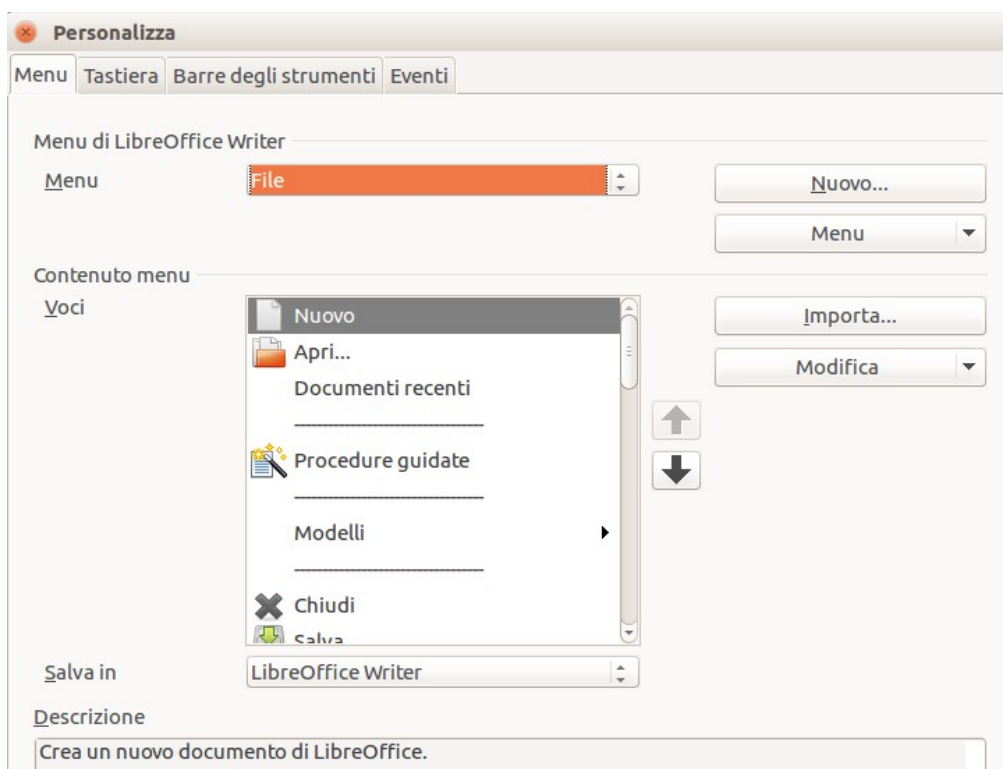 Personalizza
Menu Tastiera Barre degli strumenti Eventi
Menu di LibreOffice Writer
Menu File Nuovo...
Menu
Contenuto menu
Voci Nuovo Importa...
Apri... Modifica
Documenti recenti
Procedure guidate
Modelli
Chiudi
Salva
Salva in LibreOffice Writer
Descrizione
Crea un nuovo documento di LibreOffice.